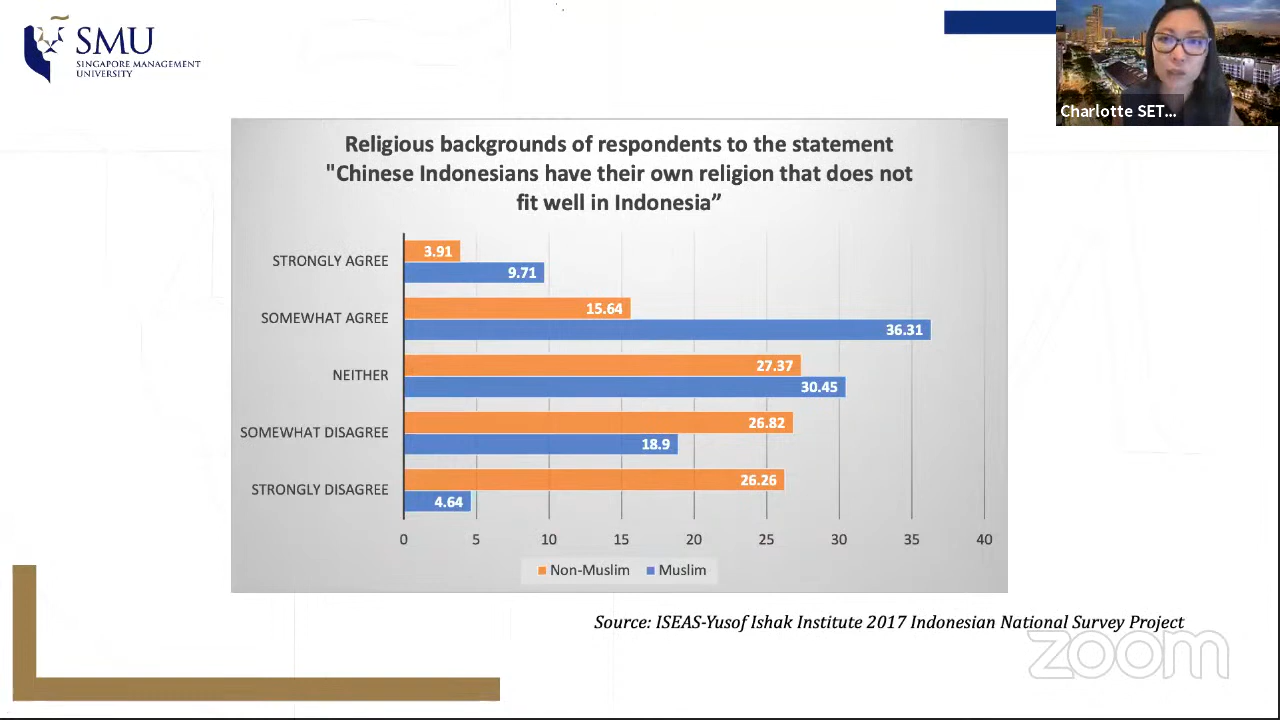 SMU
SINGAPORE MANAGEMENT
UNIVERSITY
Charlotte SET...
Religious backgrounds of respondents to the statement
"Chinese Indonesians have their own religion that does not
fit well in Indonesia”
STRONGLY AGREE
3.91
9.71
SOMEWHAT AGREE
15.64
36.31
NEITHER
27.37
30.45
SOMEWHAT DISAGREE
26.82
18.9
STRONGLY DISAGREE
26.26
4.64
0 5 10 15 20 25 30 35 40
Non-Muslim Muslim
Source: ISEAS-Yusof Ishak Institute 2017 Indonesian National Survey Project
zoom